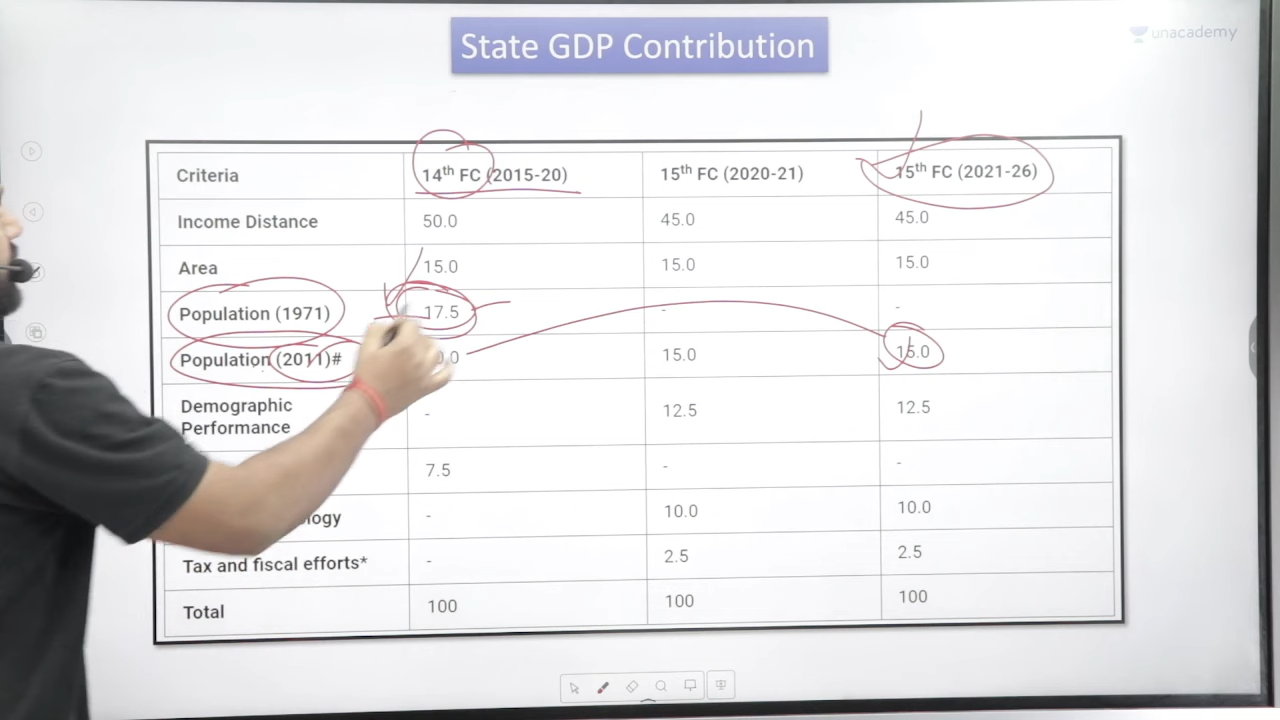 State GDP Contribution
unacademy
Criteria 14th FC (2015-20) 15th FC (2020-21) 15th FC (2021-26)
Income Distance 50.0 45.0 45.0
Area 15.0 15.0 15.0
Population (1971) 17.5 - -
Population (2011)# 15.0 15.0
Demographic
Performance - 12.5 12.5
7.5 - -
- 10.0 10.0
Tax and fiscal efforts* - 2.5 2.5
Total 100 100 100